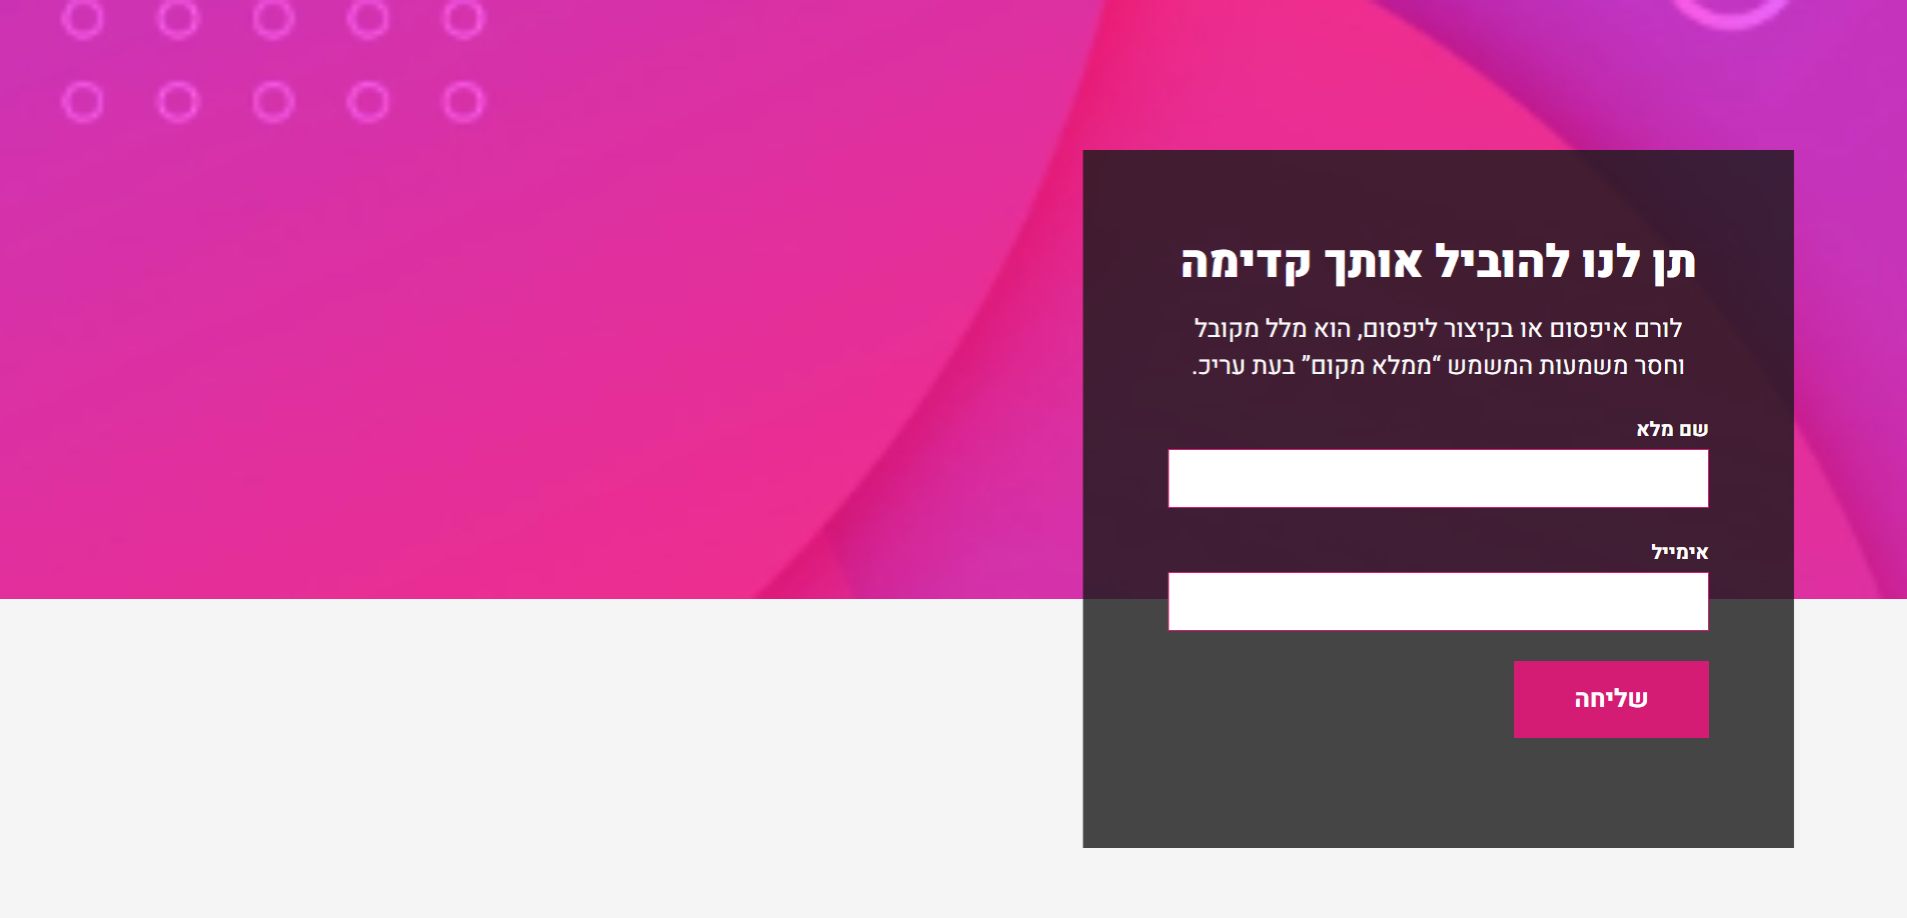 תן לנו להוביל אותך קדימה
לורם איפסום או בקיצור ליפסום, הוא מלל מקובל
וחסר משמעות המשמש “ממלא מקום” בעת עריכ.
שם מלא
אימייל
שליחה